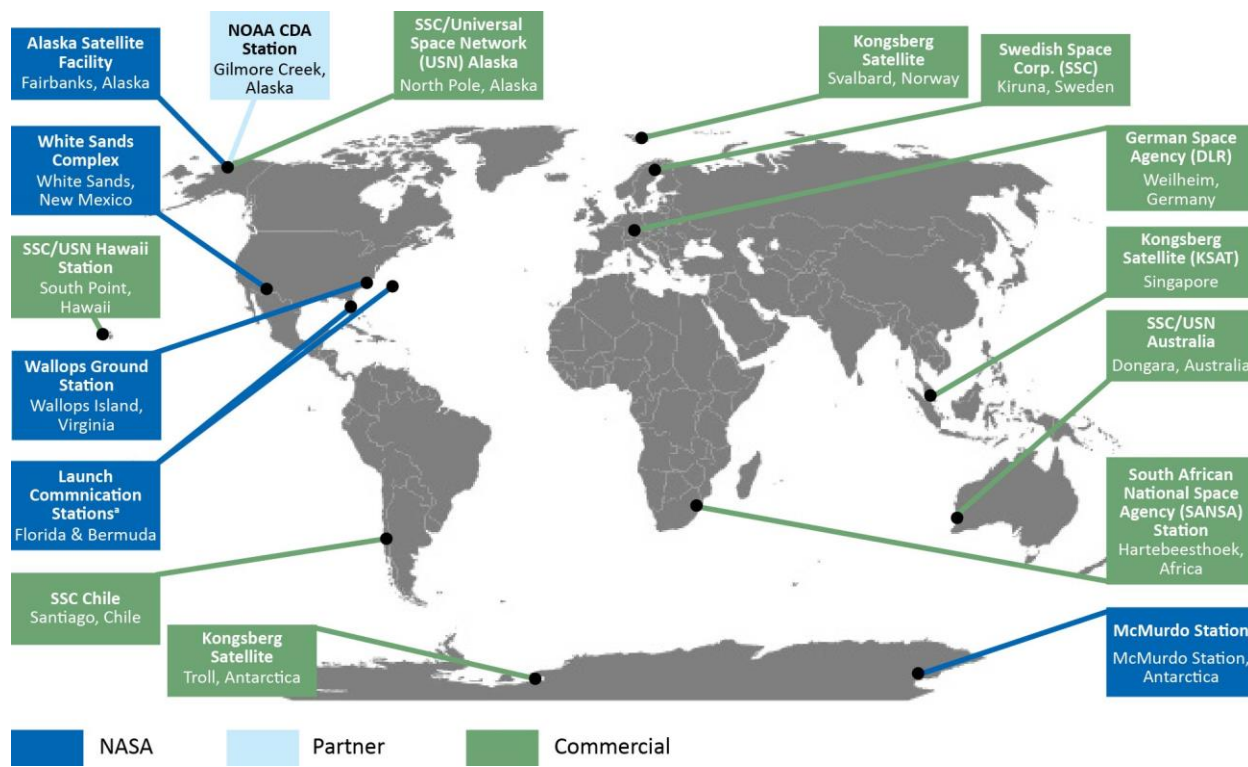 Alaska Satellite
Facility
Fairbanks, Alaska
NOAA CDA
Station
Gilmore Creek,
Alaska
SSC/Universal
Space Network
(USN) Alaska
North Pole, Alaska
Kongsberg
Satellite
Svalbard, Norway
Swedish Space
Corp. (SSC)
Kiruna, Sweden
White Sands
Complex
White Sands,
New Mexico
German Space
Agency (DLR)
Weilheim,
Germany
SSC/USN Hawaii
Station
South Point,
Hawaii
Kongsberg
Satellite (KSAT)
Singapore
Wallops Ground
Station
Wallops Island,
Virginia
SSC/USN
Australia
Dongara, Australia
Launch
Commnication
Stationsª
Florida & Bermuda
South African
National Space
Agency (SANSA)
Station
Hartebeesthoek,
Africa
SSC Chile
Santiago, Chile
Kongsberg
Satellite
Troll, Antarctica
McMurdo Station
McMurdo Station,
Antarctica
NASA
Partner
Commercial